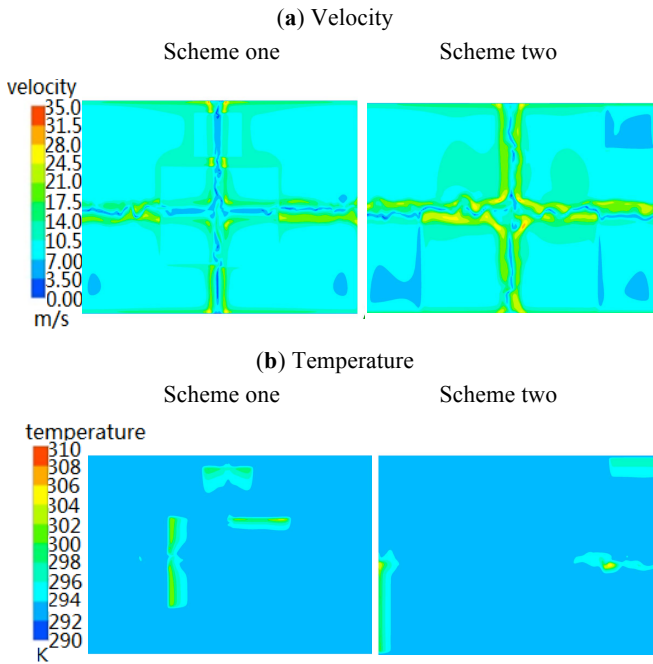 (a) Velocity
Scheme one Scheme two
velocity
35.0
31.5
28.0
24.5
21.0
17.5
14.0
10.5
7.00
3.50
0.00
m/s
(b) Temperature
Scheme one Scheme two
temperature
310
308
306
304
302
300
298
296
294
292
290
K